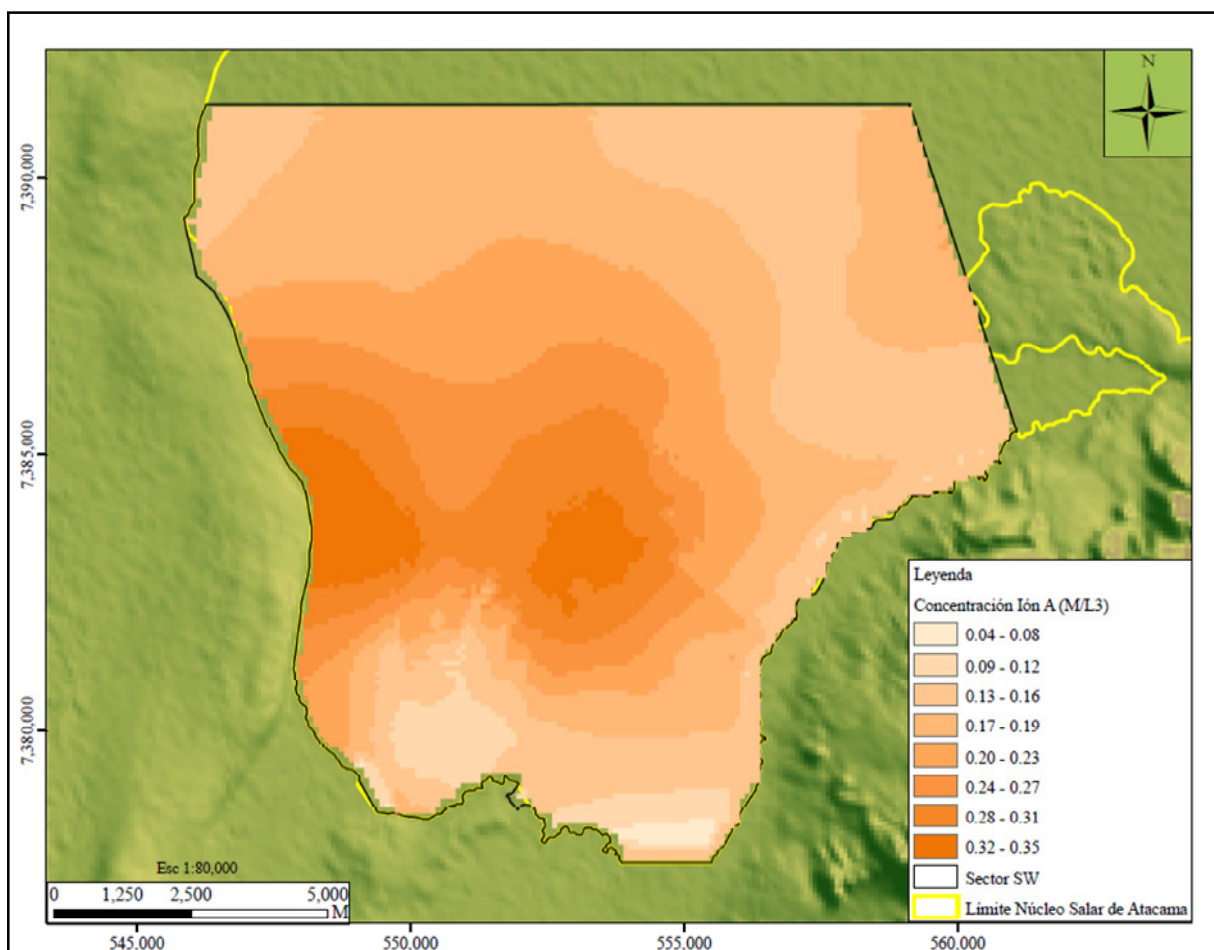 N
7,390,000
7,385,000
7,380,000
Leyenda
Concentración Ión A (M/L3)
0.04 - 0.08
0.09 - 0.12
0.13 - 0.16
0.17 - 0.19
0.20 - 0.23
0.24 - 0.27
0.28 - 0.31
0.32 - 0.35
Sector SW
Límite Núcleo Salar de Atacama
Esc 1:80,000
0 1,250 2,500 5,000
M
545,000 550,000 555,000 560,000